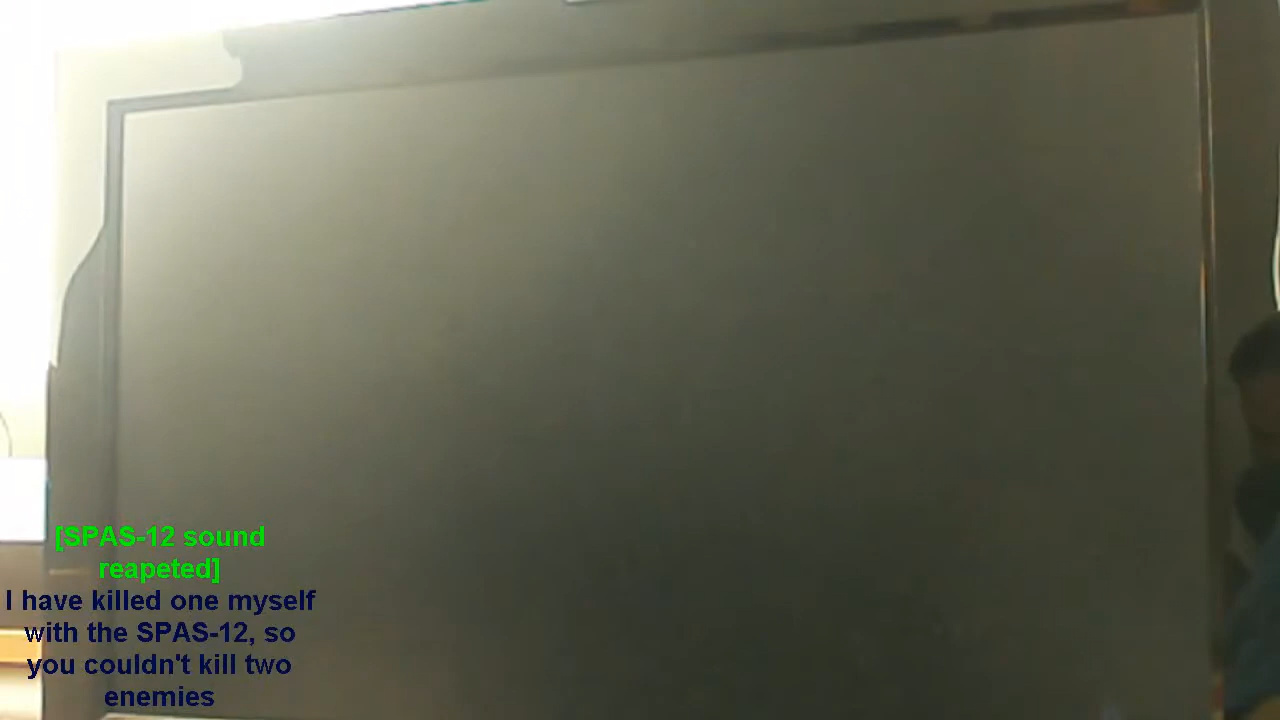 [SPAS-12 sound
reapeted]
I have killed one myself
with the SPAS-12, so
you couldn't kill two
enemies